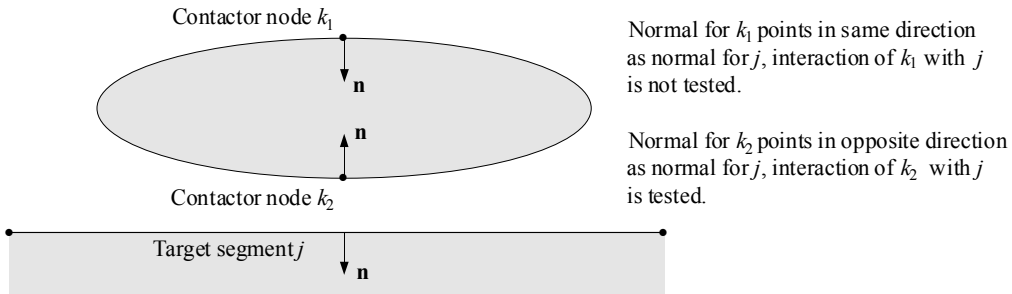 Contactor node k1
n
n
Contactor node k2
Target segment j
n
Normal for k1 points in same direction
as normal for j, interaction of k1 with j
is not tested.
Normal for k2 points in opposite direction
as normal for j, interaction of k2 with j
is tested.